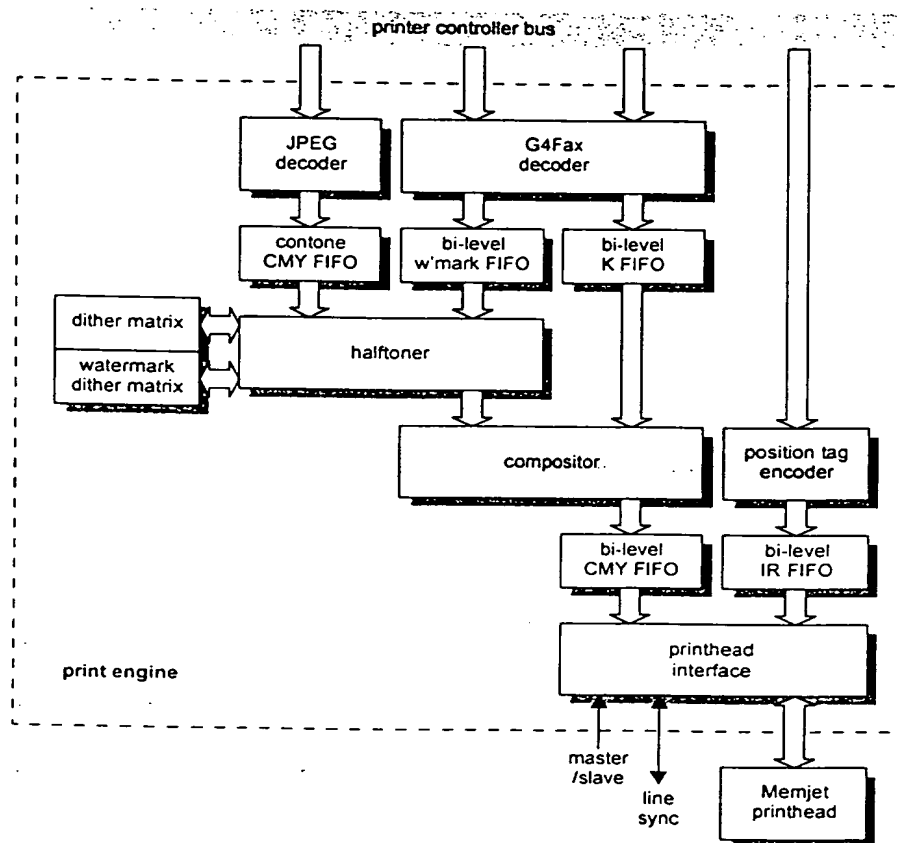 printer controller bus
JPEG
decoder
G4Fax
decoder
contone
CMY FIFO
bi-level
w'mark FIFO
bi-level
K FIFO
dither matrix
watermark
dither matrix
halftoner
compositor
position tag
encoder
bi-level
CMY FIFO
bi-level
IR FIFO
printhead
interface
print engine
master
/slave
line
sync
Memjet
printhead